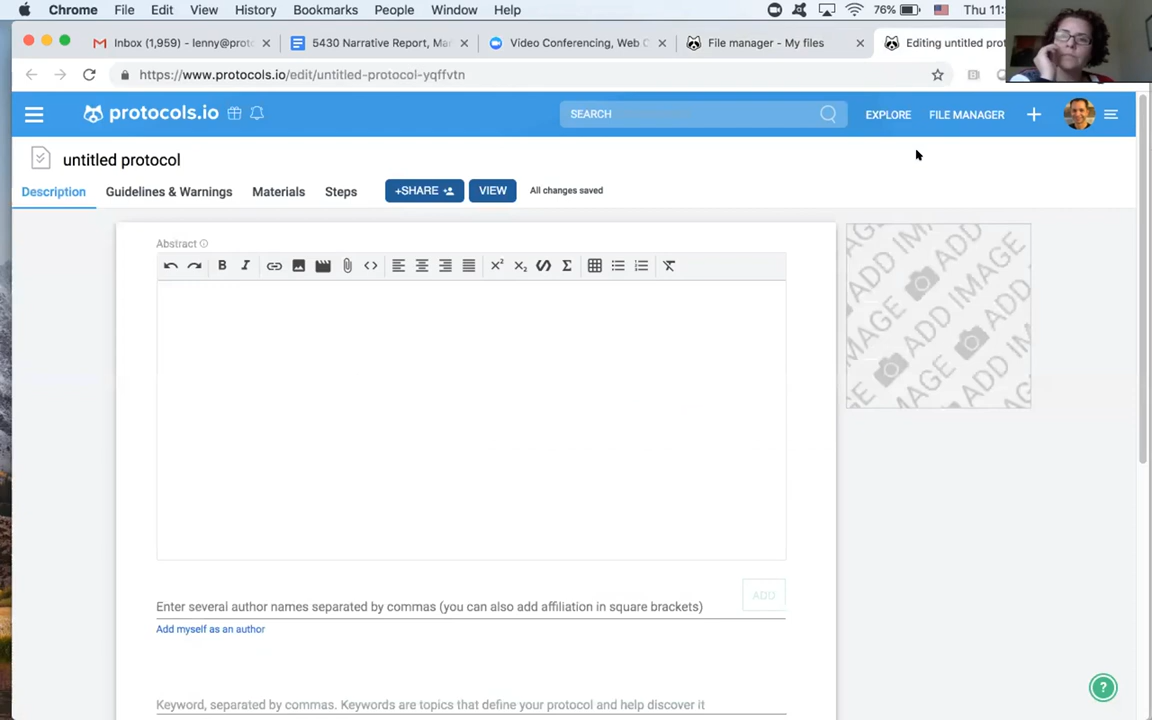 Chrome File Edit View History Bookmarks People Window Help 76% Thu 11:
Inbox (1,959) - lenny@prot 5430 Narrative Report, Ma Video Conferencing, Web C File manager - My files Editing untitled prot
https://www.protocols.io/edit/untitled-protocol-yqffvtn
protocols.io SEARCH EXPLORE FILE MANAGER
untitled protocol
Description Guidelines & Warnings Materials Steps +SHARE VIEW All changes saved
Abstract
ADD IMAGE ADD IMAGE ADD IMAGE
Enter several author names separated by commas (you can also add affiliation in square brackets) ADD
Add myself as an author
Keyword, separated by commas. Keywords are topics that define your protocol and help discover it
?